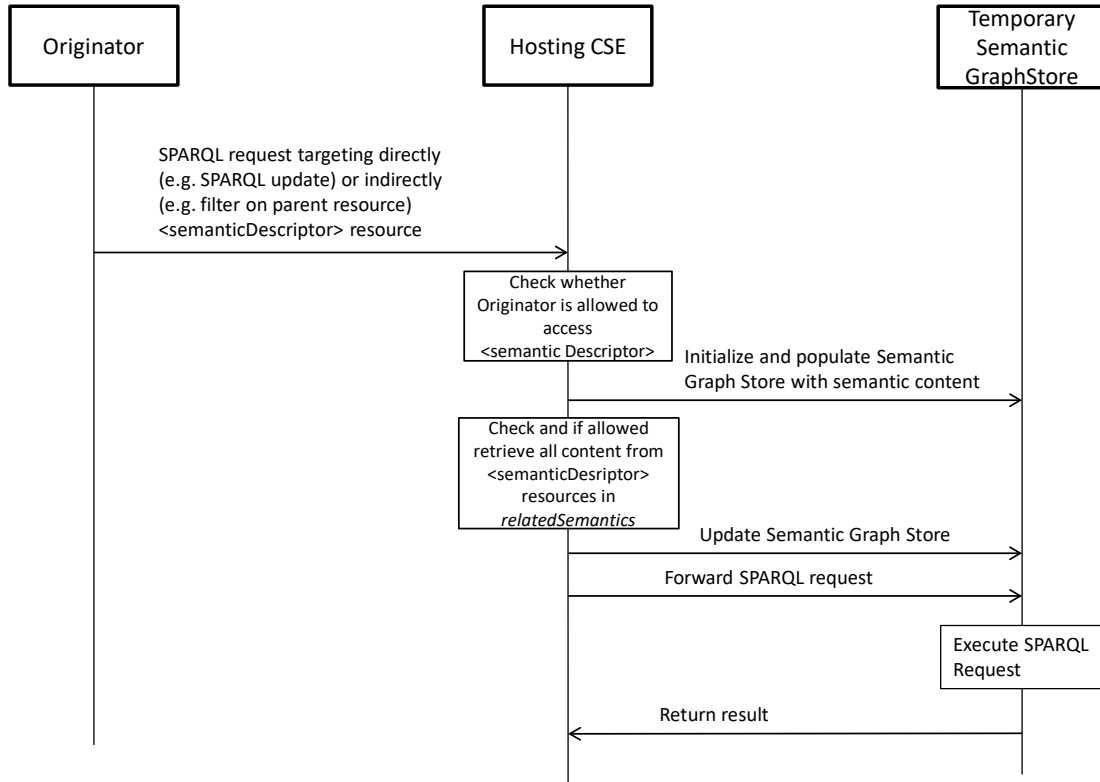 Originator
Hosting CSE
Temporary
Semantic
GraphStore
SPARQL request targeting directly
(e.g. SPARQL update) or indirectly
(e.g. filter on parent resource)
<semanticDescriptor> resource
Check whether
Originator is allowed to
access
<semantic Descriptor>
Initialize and populate Semantic
Graph Store with semantic content
Check and if allowed
retrieve all content from
<semanticDesriptor>
resources in
relatedSemantics
Update Semantic Graph Store
Forward SPARQL request
Execute SPARQL
Request
Return result